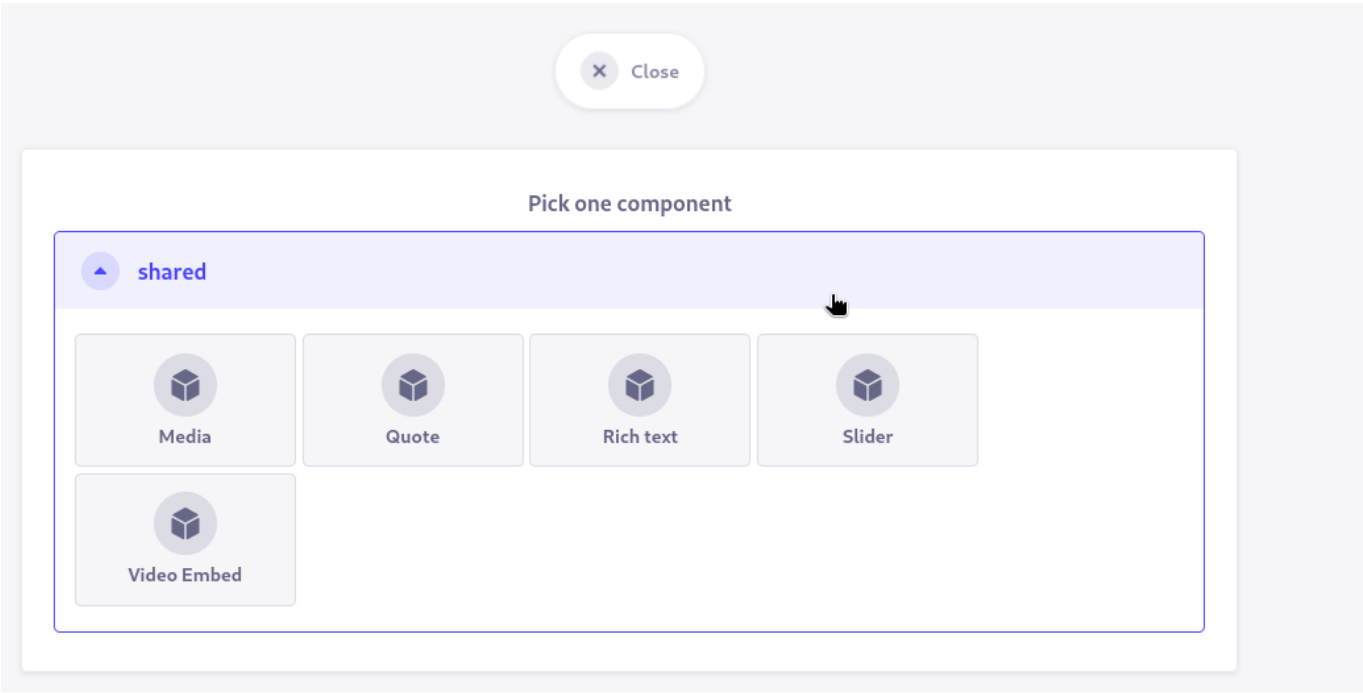 Close
Pick one component
shared
Media
Quote
Rich text
Slider
Video Embed